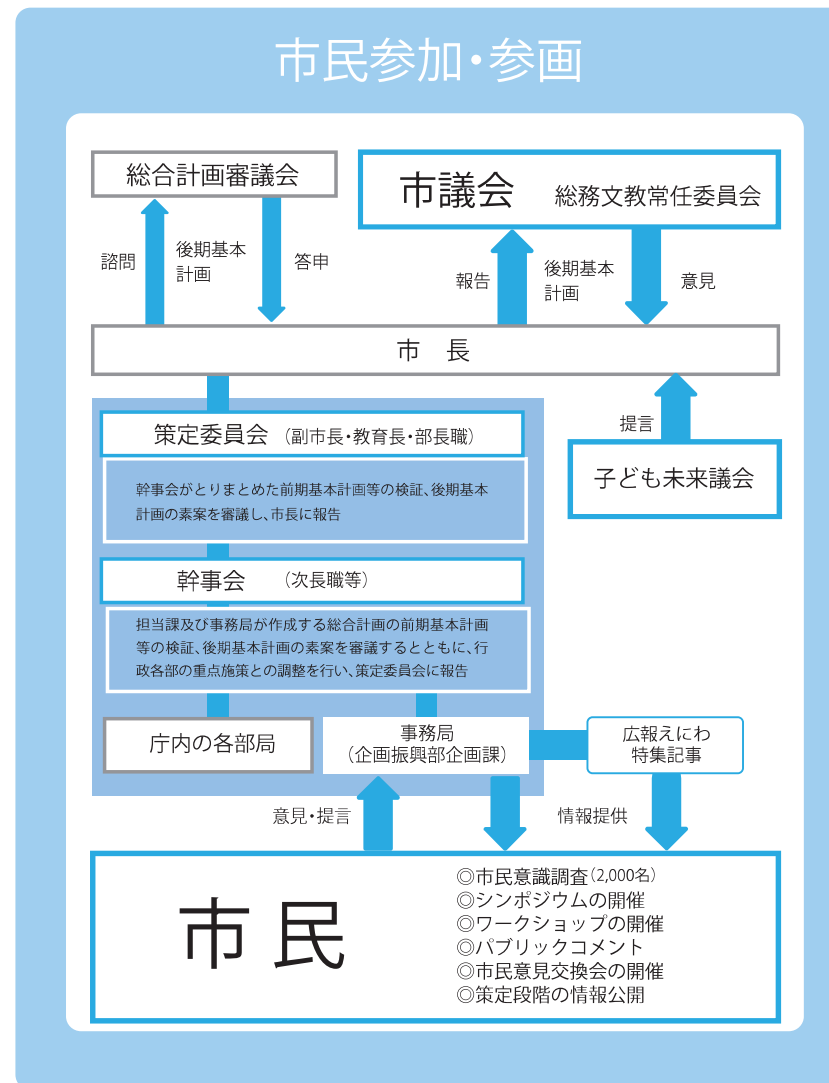 市民参加・参画
総合計画審議会
市議会 総務文教常任委員会
諮問
後期基本
計画
答申
報告
後期基本
計画
意見
市 長
策定委員会 （副市長・教育長・部長職）
幹事会がとりまとめた前期基本計画等の検証、後期基本
計画の素案を審議し、市長に報告
提言
子ども未来議会
幹事会 （次長職等）
担当課及び事務局が作成する総合計画の前期基本計画
等の検証、後期基本計画の素案を審議するとともに、行
政各部の重点施策との調整を行い、策定委員会に報告
庁内の各部局
事務局
（企画振興部企画課）
広報えにわ
特集記事
意見・提言
情報提供
市民
◎市民意識調査（2,000名）
◎シンポジウムの開催
◎ワークショップの開催
◎パブリックコメント
◎市民意見交換会の開催
◎策定段階の情報公開